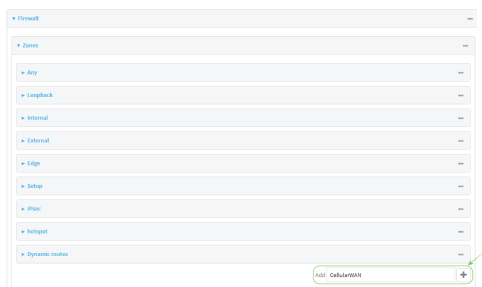 Firewall
Zones
Any
Loopback
Internal
External
Edge
Setup
IPsec
hotspot
Dynamic routes
Add CellularWAN